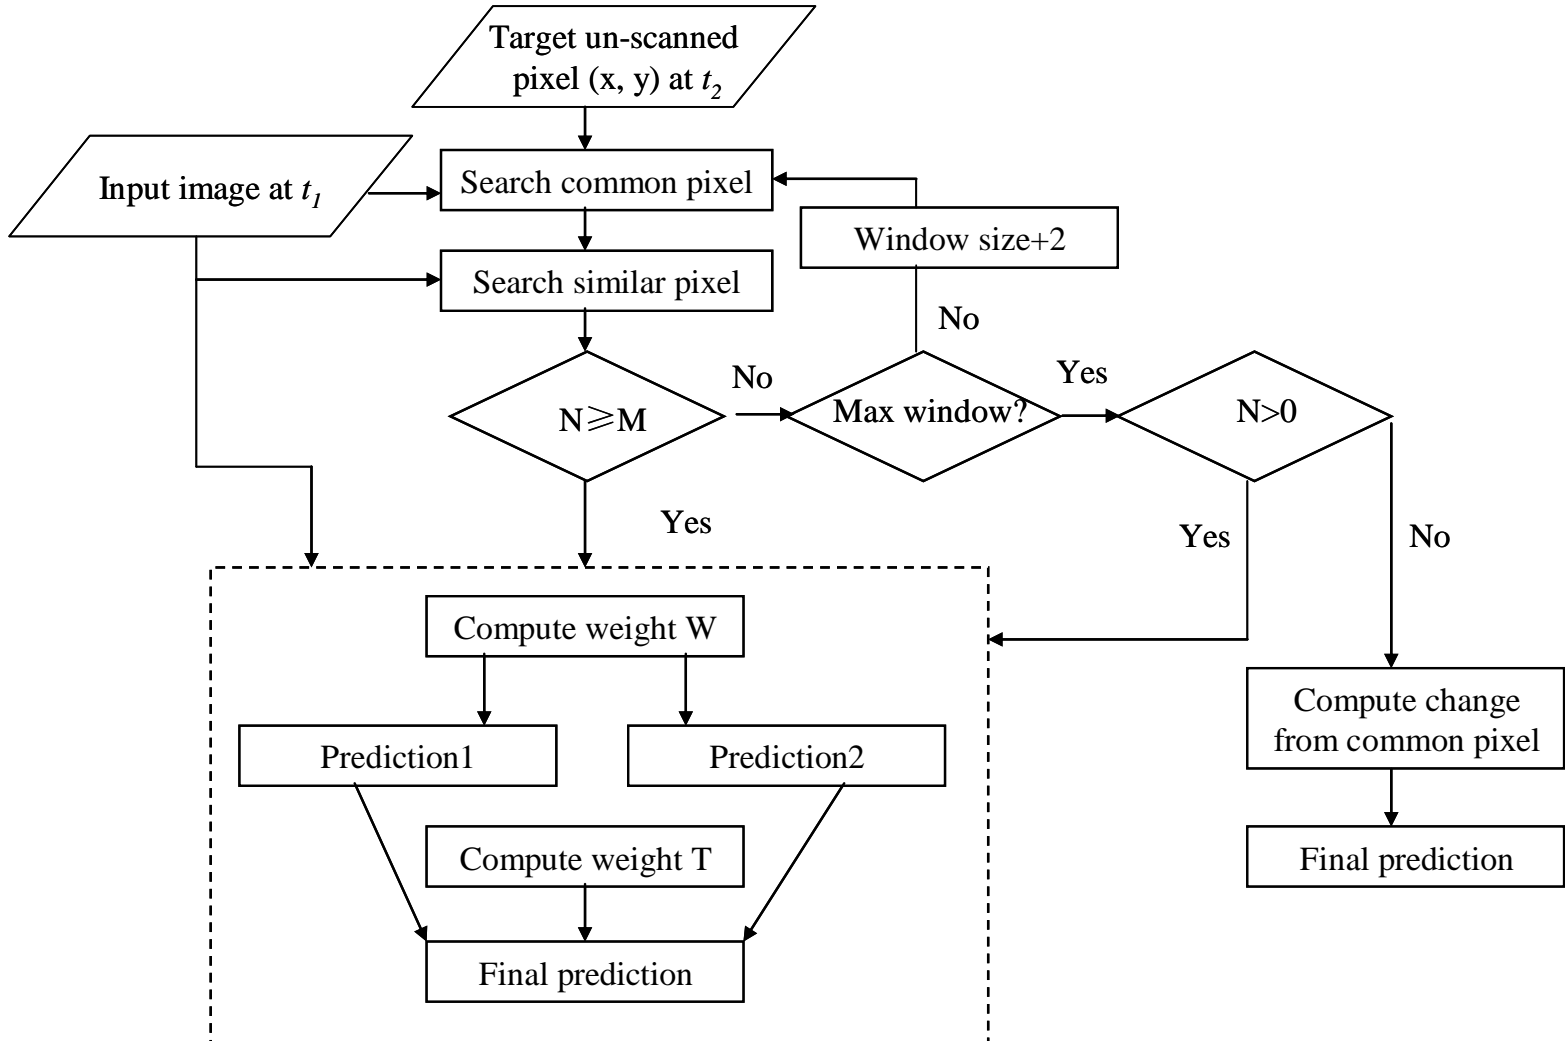 Target un-scanned
pixel (x, y) at t₂
Input image at t₁
Search common pixel
Window size+2
Search similar pixel
No
No
Yes
N≥M
Max window?
N>0
Yes
Yes
No
Compute weight W
Prediction1
Prediction2
Compute change
from common pixel
Compute weight T
Final prediction
Final prediction